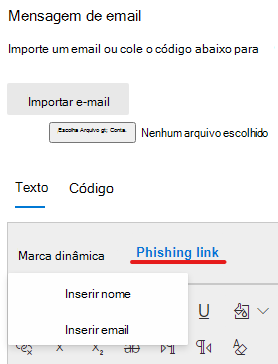 Mensagem de email
Importe um email ou cole o código abaixo para
Importar e-mail
Escolha Arquivo gt; Conta. Nenhum arquivo escolhido
Texto Código
Marca dinâmica Phishing link
Inserir nome
Inserir email